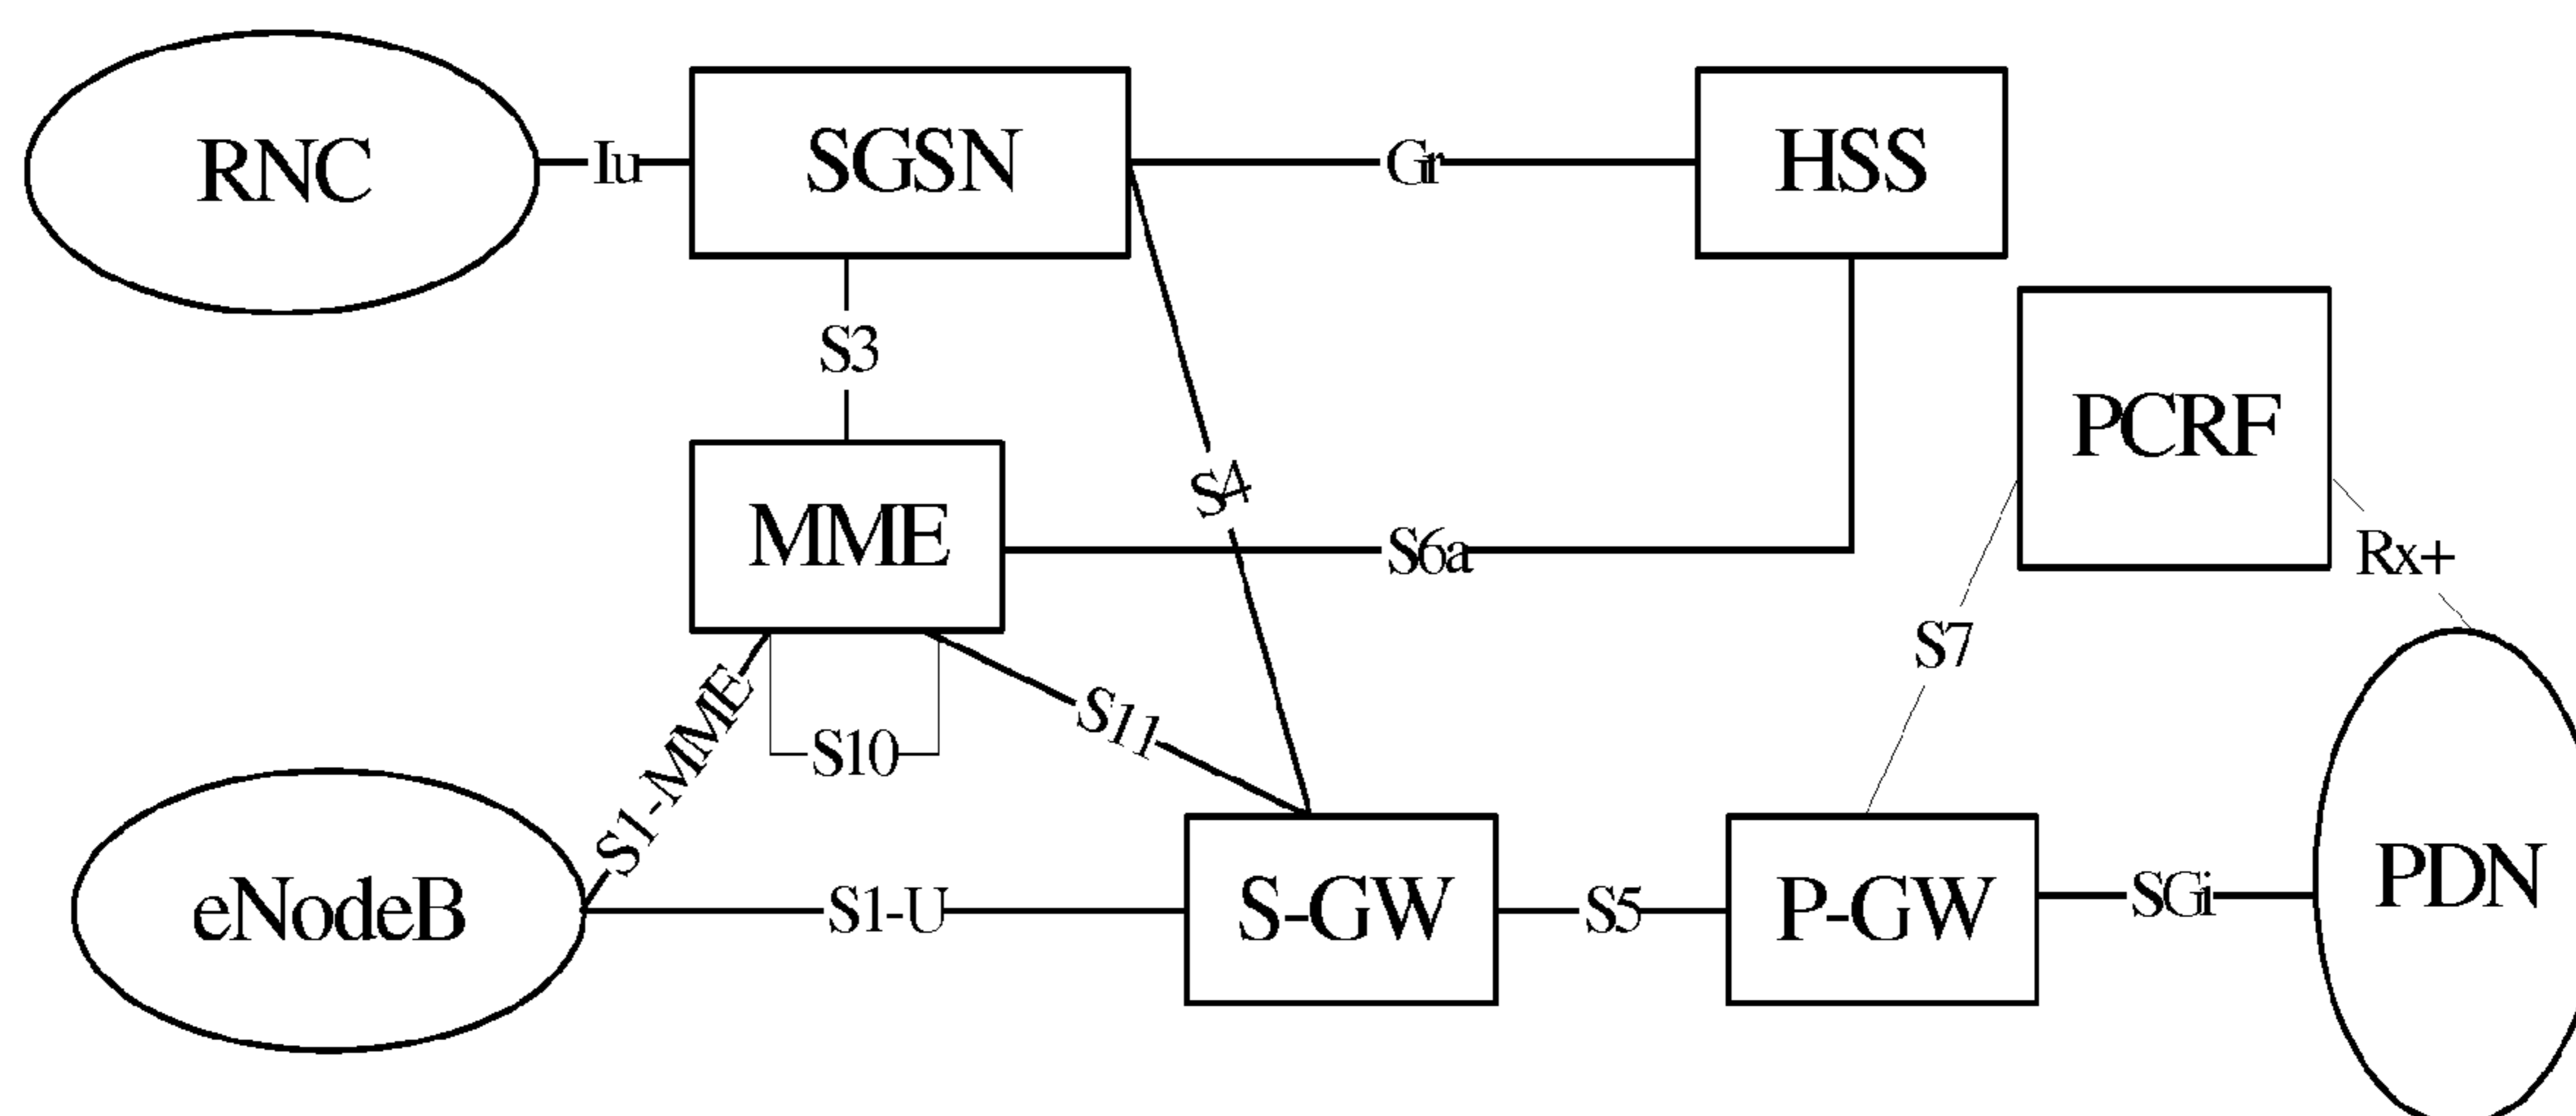 RNC
Iu
SGSN
Gr
HSS
S3
PCRF
S4
MME
S6a
Rx+
S7
S1-MME
S10
S11
eNodeB
S1-U
S-GW
S5
P-GW
SGi
PDN